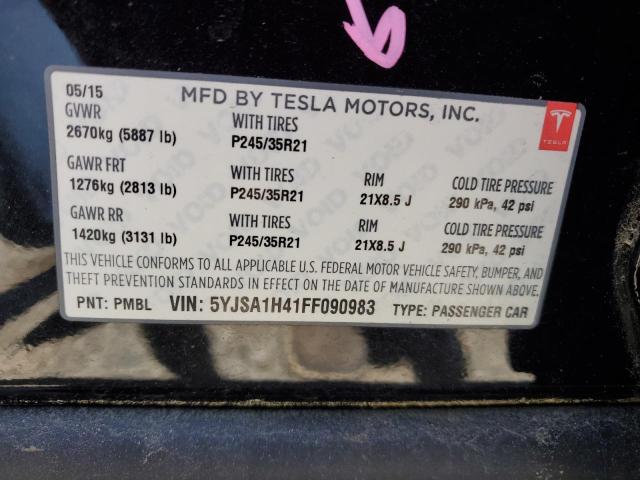 05/15
MFD BY TESLA MOTORS, INC.
GVWR WITH TIRES
2670kg (5887 lb) P245/35R21
TESLA
GAWR FRT WITH TIRES RIM COLD TIRE PRESSURE
1276kg (2813 lb) P245/35R21 21X8.5 J 290 kPa, 42 psi
GAWR RR WITH TIRES RIM COLD TIRE PRESSURE
1420kg (3131 lb) P245/35R21 21X8.5 J 290 kPa, 42 psi
THIS VEHICLE CONFORMS TO ALL APPLICABLE U.S. FEDERAL MOTOR VEHICLE SAFETY, BUMPER, AND
THEFT PREVENTION STANDARDS IN EFFECT ON THE DATE OF MANUFACTURE SHOWN ABOVE.
PNT: PMBL VIN: 5YJSA1H41FF090983 TYPE: PASSENGER CAR